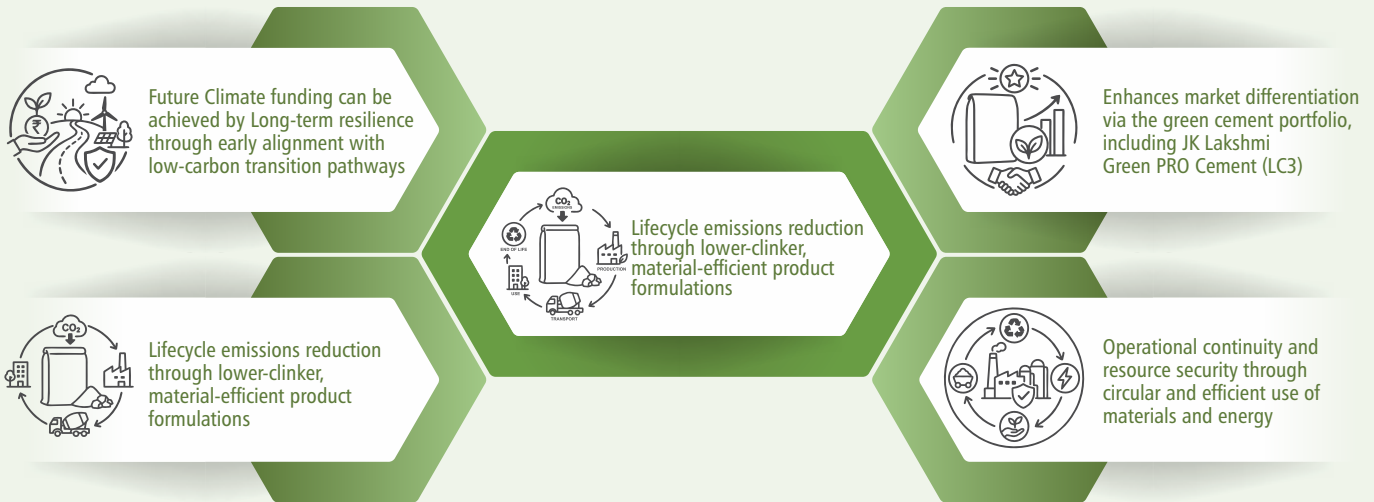 Future Climate funding can be
achieved by Long-term resilience
through early alignment with
low-carbon transition pathways
₹
Lifecycle emissions reduction
through lower-clinker,
material-efficient product
formulations
CO₂
CO₂
EMISSIONS
PRODUCTION
TRANSPORT
USE
END OF LIFE
Lifecycle emissions reduction
through lower-clinker,
material-efficient product
formulations
Enhances market differentiation
via the green cement portfolio,
including JK Lakshmi
Green PRO Cement (LC3)
Operational continuity and
resource security through
circular and efficient use of
materials and energy